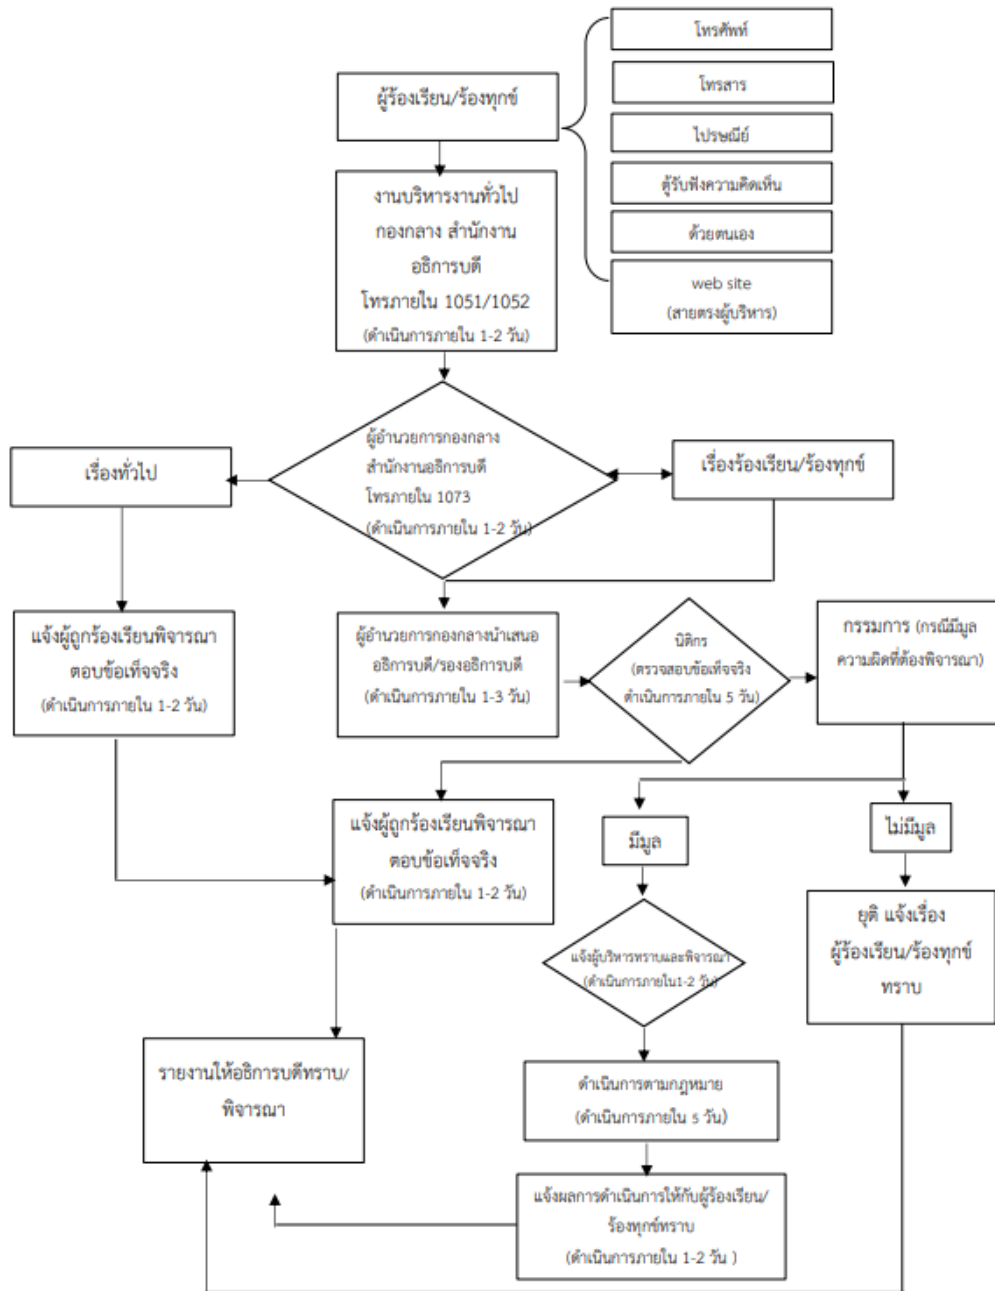 โทรศัพท์
โทรสาร
ผู้ร้องเรียน/ร้องทุกข์
ไปรษณีย์
ตู้รับฟังความคิดเห็น
ด้วยตนเอง
web site
(สายตรงผู้บริหาร)
งานบริหารงานทั่วไป
กองกลาง สำนักงาน
อธิการบดี
โทรภายใน 1051/1052
(ดำเนินการภายใน 1-2 วัน)
ผู้อำนวยการกองกลาง
สำนักงานอธิการบดี
โทรภายใน 1073
(ดำเนินการภายใน 1-2 วัน)
เรื่องทั่วไป
เรื่องร้องเรียน/ร้องทุกข์
แจ้งผู้ถูกร้องเรียนพิจารณา
ตอบข้อเท็จจริง
(ดำเนินการภายใน 1-2 วัน)
ผู้อำนวยการกองกลางนำเสนอ
อธิการบดี/รองอธิการบดี
(ดำเนินการภายใน 1-3 วัน)
นิติกร
(ตรวจสอบข้อเท็จจริง
ดำเนินการภายใน 5 วัน)
กรรมการ (กรณีมีมูล
ความผิดที่ต้องพิจารณา)
แจ้งผู้ถูกร้องเรียนพิจารณา
ตอบข้อเท็จจริง
(ดำเนินการภายใน 1-2 วัน)
มีมูล
ไม่มีมูล
แจ้งผู้บริหารทราบและพิจารณา
(ดำเนินการภายใน1-2 วัน)
ยุติ แจ้งเรื่อง
ผู้ร้องเรียน/ร้องทุกข์
ทราบ
รายงานให้อธิการบดีทราบ/
พิจารณา
ดำเนินการตามกฎหมาย
(ดำเนินการภายใน 5 วัน)
แจ้งผลการดำเนินการให้กับผู้ร้องเรียน/
ร้องทุกข์ทราบ
(ดำเนินการภายใน 1-2 วัน )